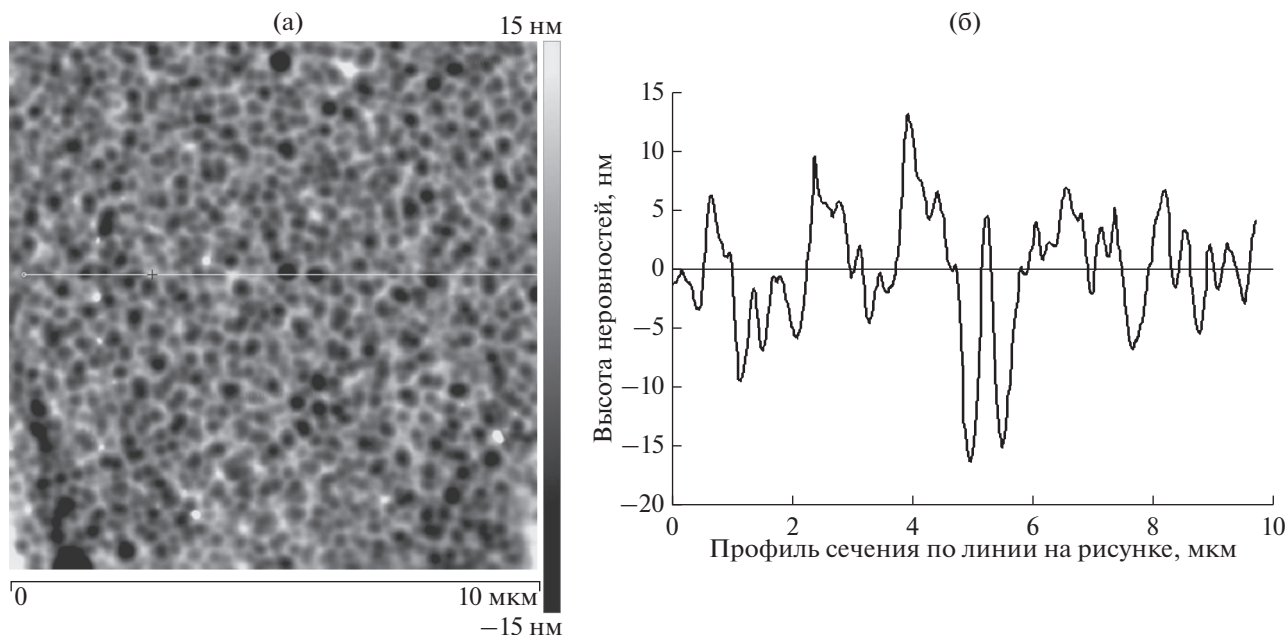 (а)
15 нм
0
10 мкм
−15 нм
(б)
Высота неровностей, нм
15
10
5
0
−5
−10
−15
−20
0 2 4 6 8 10
Профиль сечения по линии на рисунке, мкм